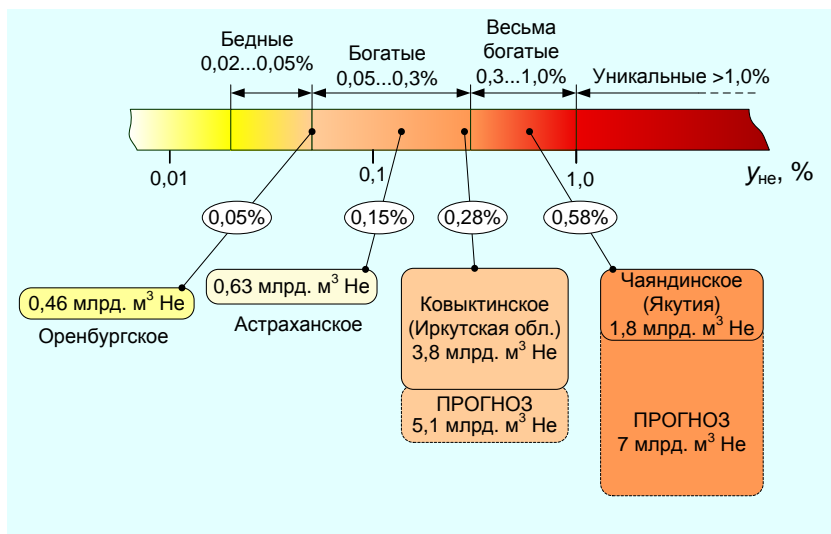 Бедные
0,02...0,05%
Богатые
0,05...0,3%
Весьма
богатые
0,3...1,0%
Уникальные >1,0%
0,01
0,1
1,0
yне, %
0,05%
0,15%
0,28%
0,58%
0,46 млрд. м³ Не
Оренбургское
0,63 млрд. м³ Не
Астраханское
Ковыктинское
(Иркутская обл.)
3,8 млрд. м³ Не
ПРОГНОЗ
5,1 млрд. м³ Не
Чаяндинское
(Якутия)
1,8 млрд. м³ Не
ПРОГНОЗ
7 млрд. м³ Не